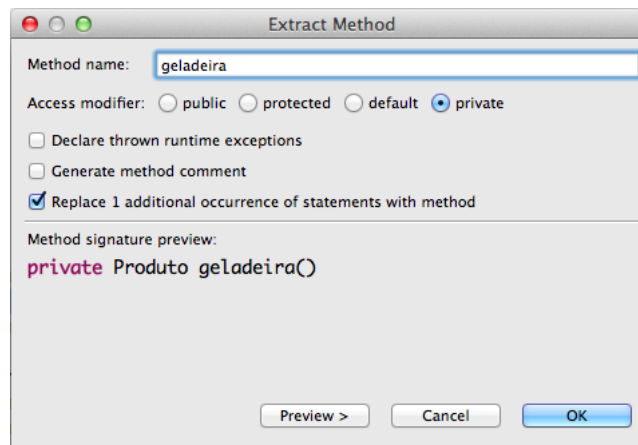 Extract Method
Method name: geladeira
Access modifier: public protected default private
Declare thrown runtime exceptions
Generate method comment
Replace 1 additional occurrence of statements with method
Method signature preview:
private Produto geladeira()
Preview > Cancel OK